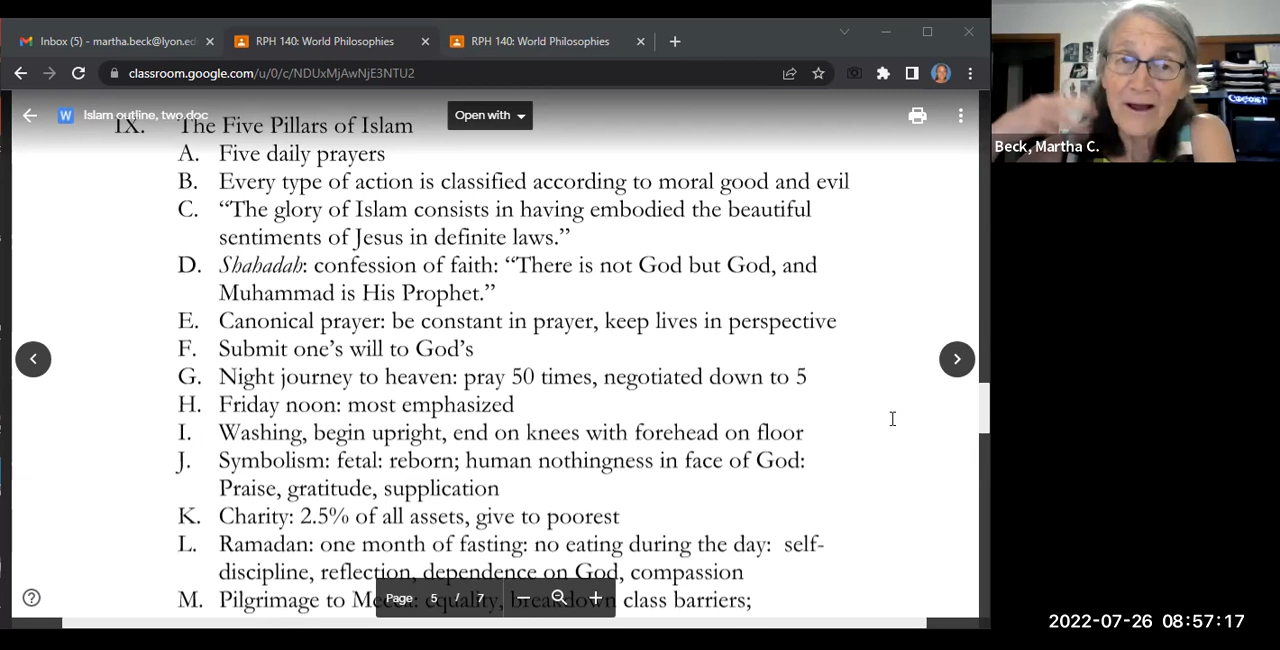 Inbox (5) - martha.beck@lyon.ed
RPH 140: World Philosophies
RPH 140: World Philosophies
classroom.google.com/u/0/c/NDUxMjAwNjE3NTU2
Islam outline, two.doc
Open with
Beck, Martha C.
IX. The Five Pillars of Islam
A. Five daily prayers
B. Every type of action is classified according to moral good and evil
C. “The glory of Islam consists in having embodied the beautiful
sentiments of Jesus in definite laws.”
D. Shahadah: confession of faith: “There is not God but God, and
Muhammad is His Prophet.”
E. Canonical prayer: be constant in prayer, keep lives in perspective
F. Submit one’s will to God’s
G. Night journey to heaven: pray 50 times, negotiated down to 5
H. Friday noon: most emphasized
I. Washing, begin upright, end on knees with forehead on floor
J. Symbolism: fetal: reborn; human nothingness in face of God:
Praise, gratitude, supplication
K. Charity: 2.5% of all assets, give to poorest
L. Ramadan: one month of fasting: no eating during the day: self-
discipline, reflection, dependence on God, compassion
M. Pilgrimage to Mecca: equality, breakdown class barriers;
Page 5 / 7
2022-07-26 08:57:17